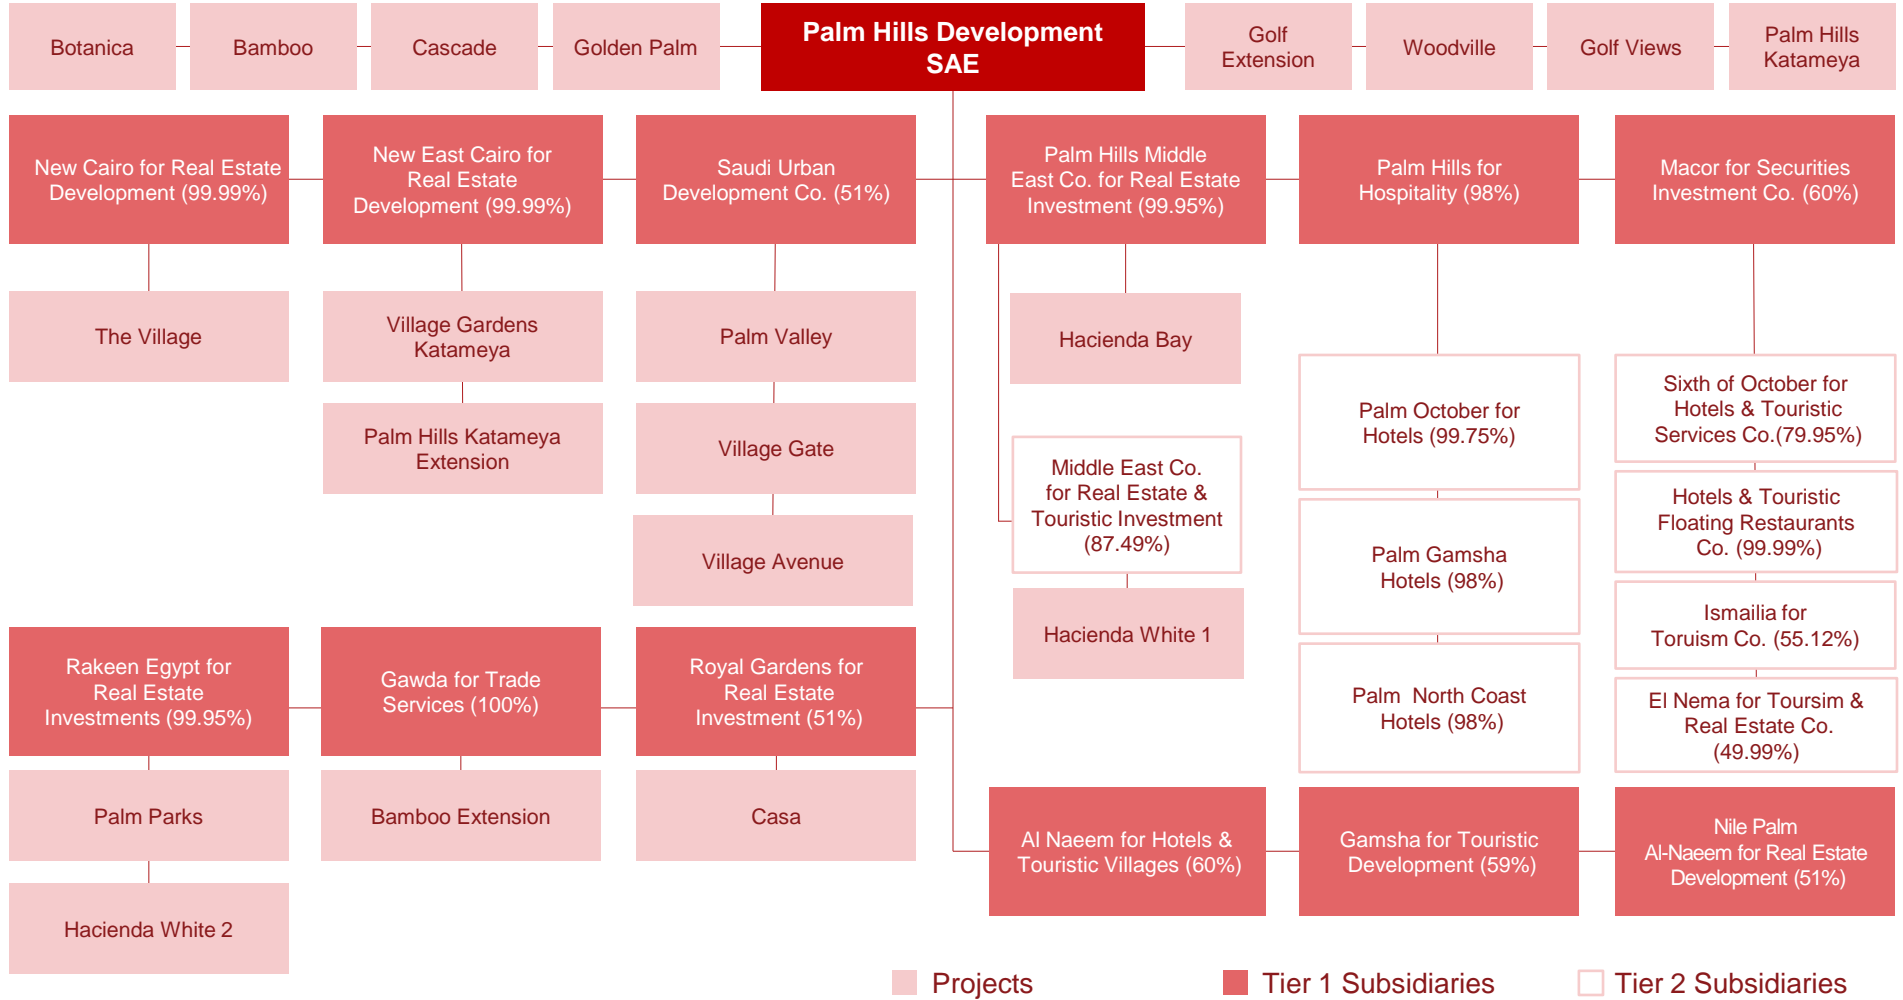 Botanica
Bamboo
Cascade
Golden Palm
Palm Hills Development
SAE
Golf
Extension
Woodville
Golf Views
Palm Hills
Katameya
New Cairo for Real Estate
Development (99.99%)
New East Cairo for
Real Estate
Development (99.99%)
Saudi Urban
Development Co. (51%)
Palm Hills Middle
East Co. for Real Estate
Investment (99.95%)
Palm Hills for
Hospitality (98%)
Macor for Securities
Investment Co. (60%)
The Village
Village Gardens
Katameya
Palm Hills Katameya
Extension
Palm Valley
Village Gate
Village Avenue
Hacienda Bay
Middle East Co.
for Real Estate &
Touristic Investment
(87.49%)
Hacienda White 1
Palm October for
Hotels (99.75%)
Palm Gamsha
Hotels (98%)
Palm  North Coast
Hotels (98%)
Sixth of October for
Hotels & Touristic
Services Co.(79.95%)
Hotels & Touristic
Floating Restaurants
Co. (99.99%)
Ismailia for
Toruism Co. (55.12%)
El Nema for Toursim &
Real Estate Co.
(49.99%)
Rakeen Egypt for
Real Estate
Investments (99.95%)
Gawda for Trade
Services (100%)
Royal Gardens for
Real Estate
Investment (51%)
Palm Parks
Bamboo Extension
Casa
Hacienda White 2
Al Naeem for Hotels &
Touristic Villages (60%)
Gamsha for Touristic
Development (59%)
Nile Palm
Al-Naeem for Real Estate
Development (51%)
Projects
Tier 1 Subsidiaries
Tier 2 Subsidiaries